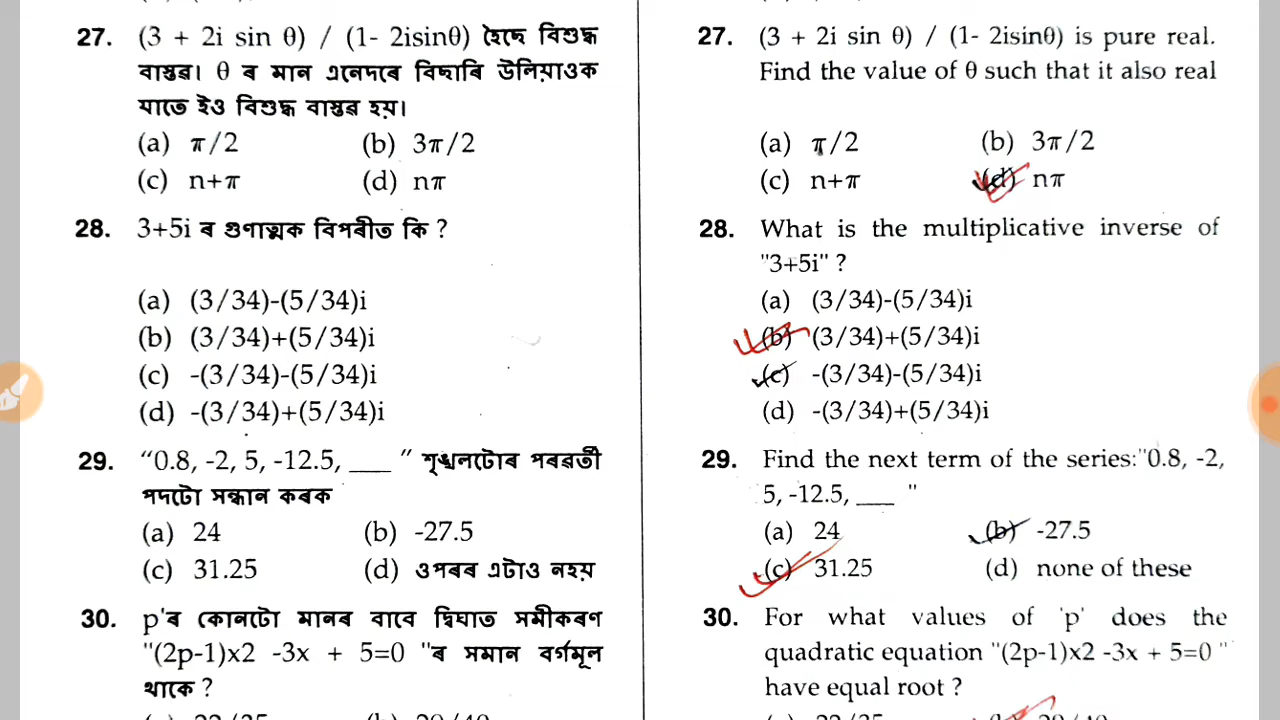 27. (3 + 2i sin θ) / (1- 2isinθ) হৈছে বিশুদ্ধ
বাস্তৱ। θ ৰ মান এনেদৰে বিছাৰি উলিয়াওক
যাতে ইও বিশুদ্ধ বাস্তৱ হয়।
(a) π/2 (b) 3π/2
(c) n+π (d) nπ
28. 3+5i ৰ গুণাত্মক বিপৰীত কি ?
(a) (3/34)-(5/34)i
(b) (3/34)+(5/34)i
(c) -(3/34)-(5/34)i
(d) -(3/34)+(5/34)i
29. “0.8, -2, 5, -12.5, ___ ” শৃঙ্খলটোৰ পৰৱৰ্তী
পদটো সন্ধান কৰক
(a) 24 (b) -27.5
(c) 31.25 (d) ওপৰৰ এটাও নহয়
30. p'ৰ কোনটো মানৰ বাবে দ্বিঘাত সমীকৰণ
"(2p-1)x2 -3x + 5=0 "ৰ সমান বৰ্গমূল
থাকে ?
27. (3 + 2i sin θ) / (1- 2isinθ) is pure real.
Find the value of θ such that it also real
(a) π/2 (b) 3π/2
(c) n+π (d) nπ
28. What is the multiplicative inverse of
"3+5i" ?
(a) (3/34)-(5/34)i
(b) (3/34)+(5/34)i
(c) -(3/34)-(5/34)i
(d) -(3/34)+(5/34)i
29. Find the next term of the series:"0.8, -2,
5, -12.5, ___ "
(a) 24 (b) -27.5
(c) 31.25 (d) none of these
30. For what values of 'p' does the
quadratic equation "(2p-1)x2 -3x + 5=0 "
have equal root ?